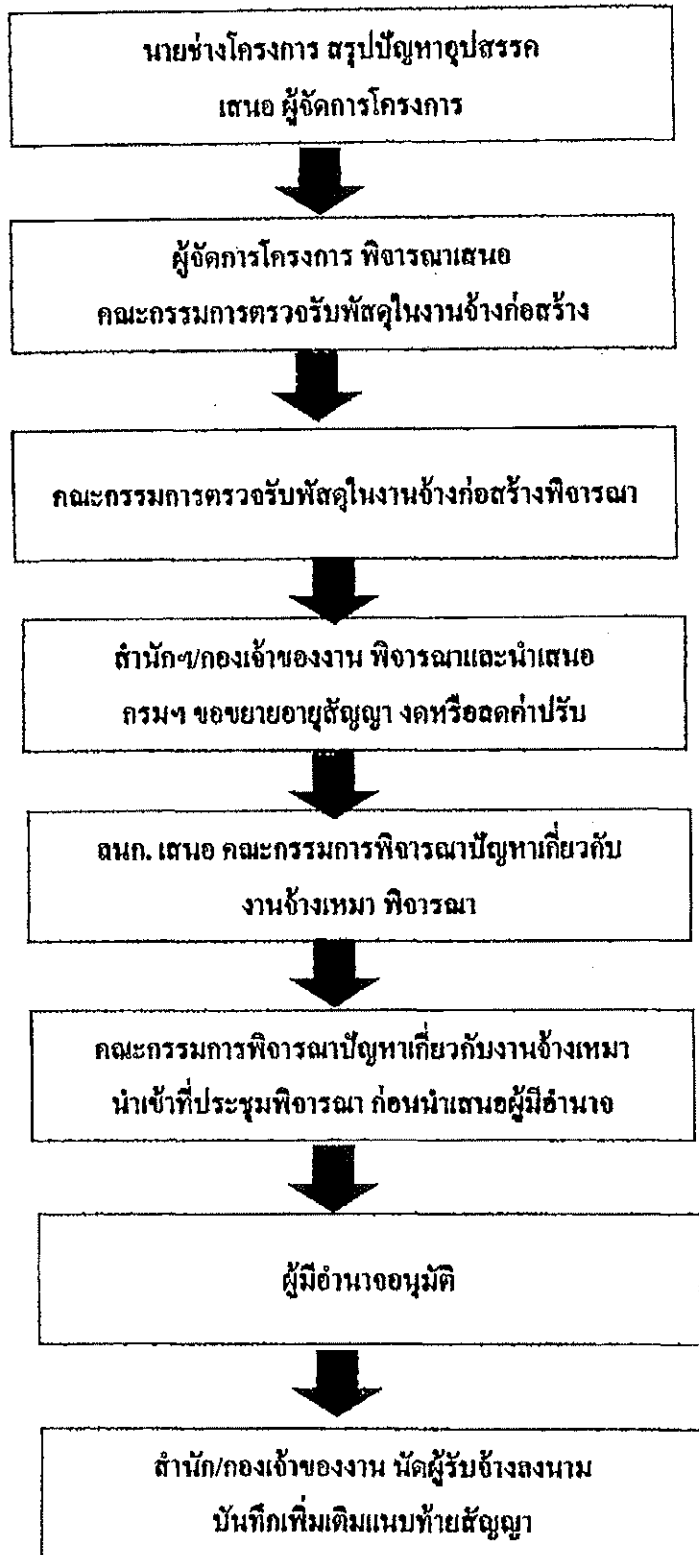 นายช่างโครงการ สรุปปัญหาอุปสรรค
เสนอ ผู้จัดการโครงการ
ผู้จัดการโครงการ พิจารณาเสนอ
คณะกรรมการตรวจรับพัสดุในงานจ้างก่อสร้าง
คณะกรรมการตรวจรับพัสดุในงานจ้างก่อสร้างพิจารณา
สำนักฯ/กองเจ้าของงาน พิจารณาและนำเสนอ
กรมฯ ขอขยายอายุสัญญา งดหรือลดค่าปรับ
ลนก. เสนอ คณะกรรมการพิจารณาปัญหาเกี่ยวกับ
งานจ้างเหมา พิจารณา
คณะกรรมการพิจารณาปัญหาเกี่ยวกับงานจ้างเหมา
นำเข้าที่ประชุมพิจารณา ก่อนนำเสนอผู้มีอำนาจ
ผู้มีอำนาจอนุมัติ
สำนัก/กองเจ้าของงาน นัดผู้รับจ้างลงนาม
บันทึกเพิ่มเติมแนบท้ายสัญญา